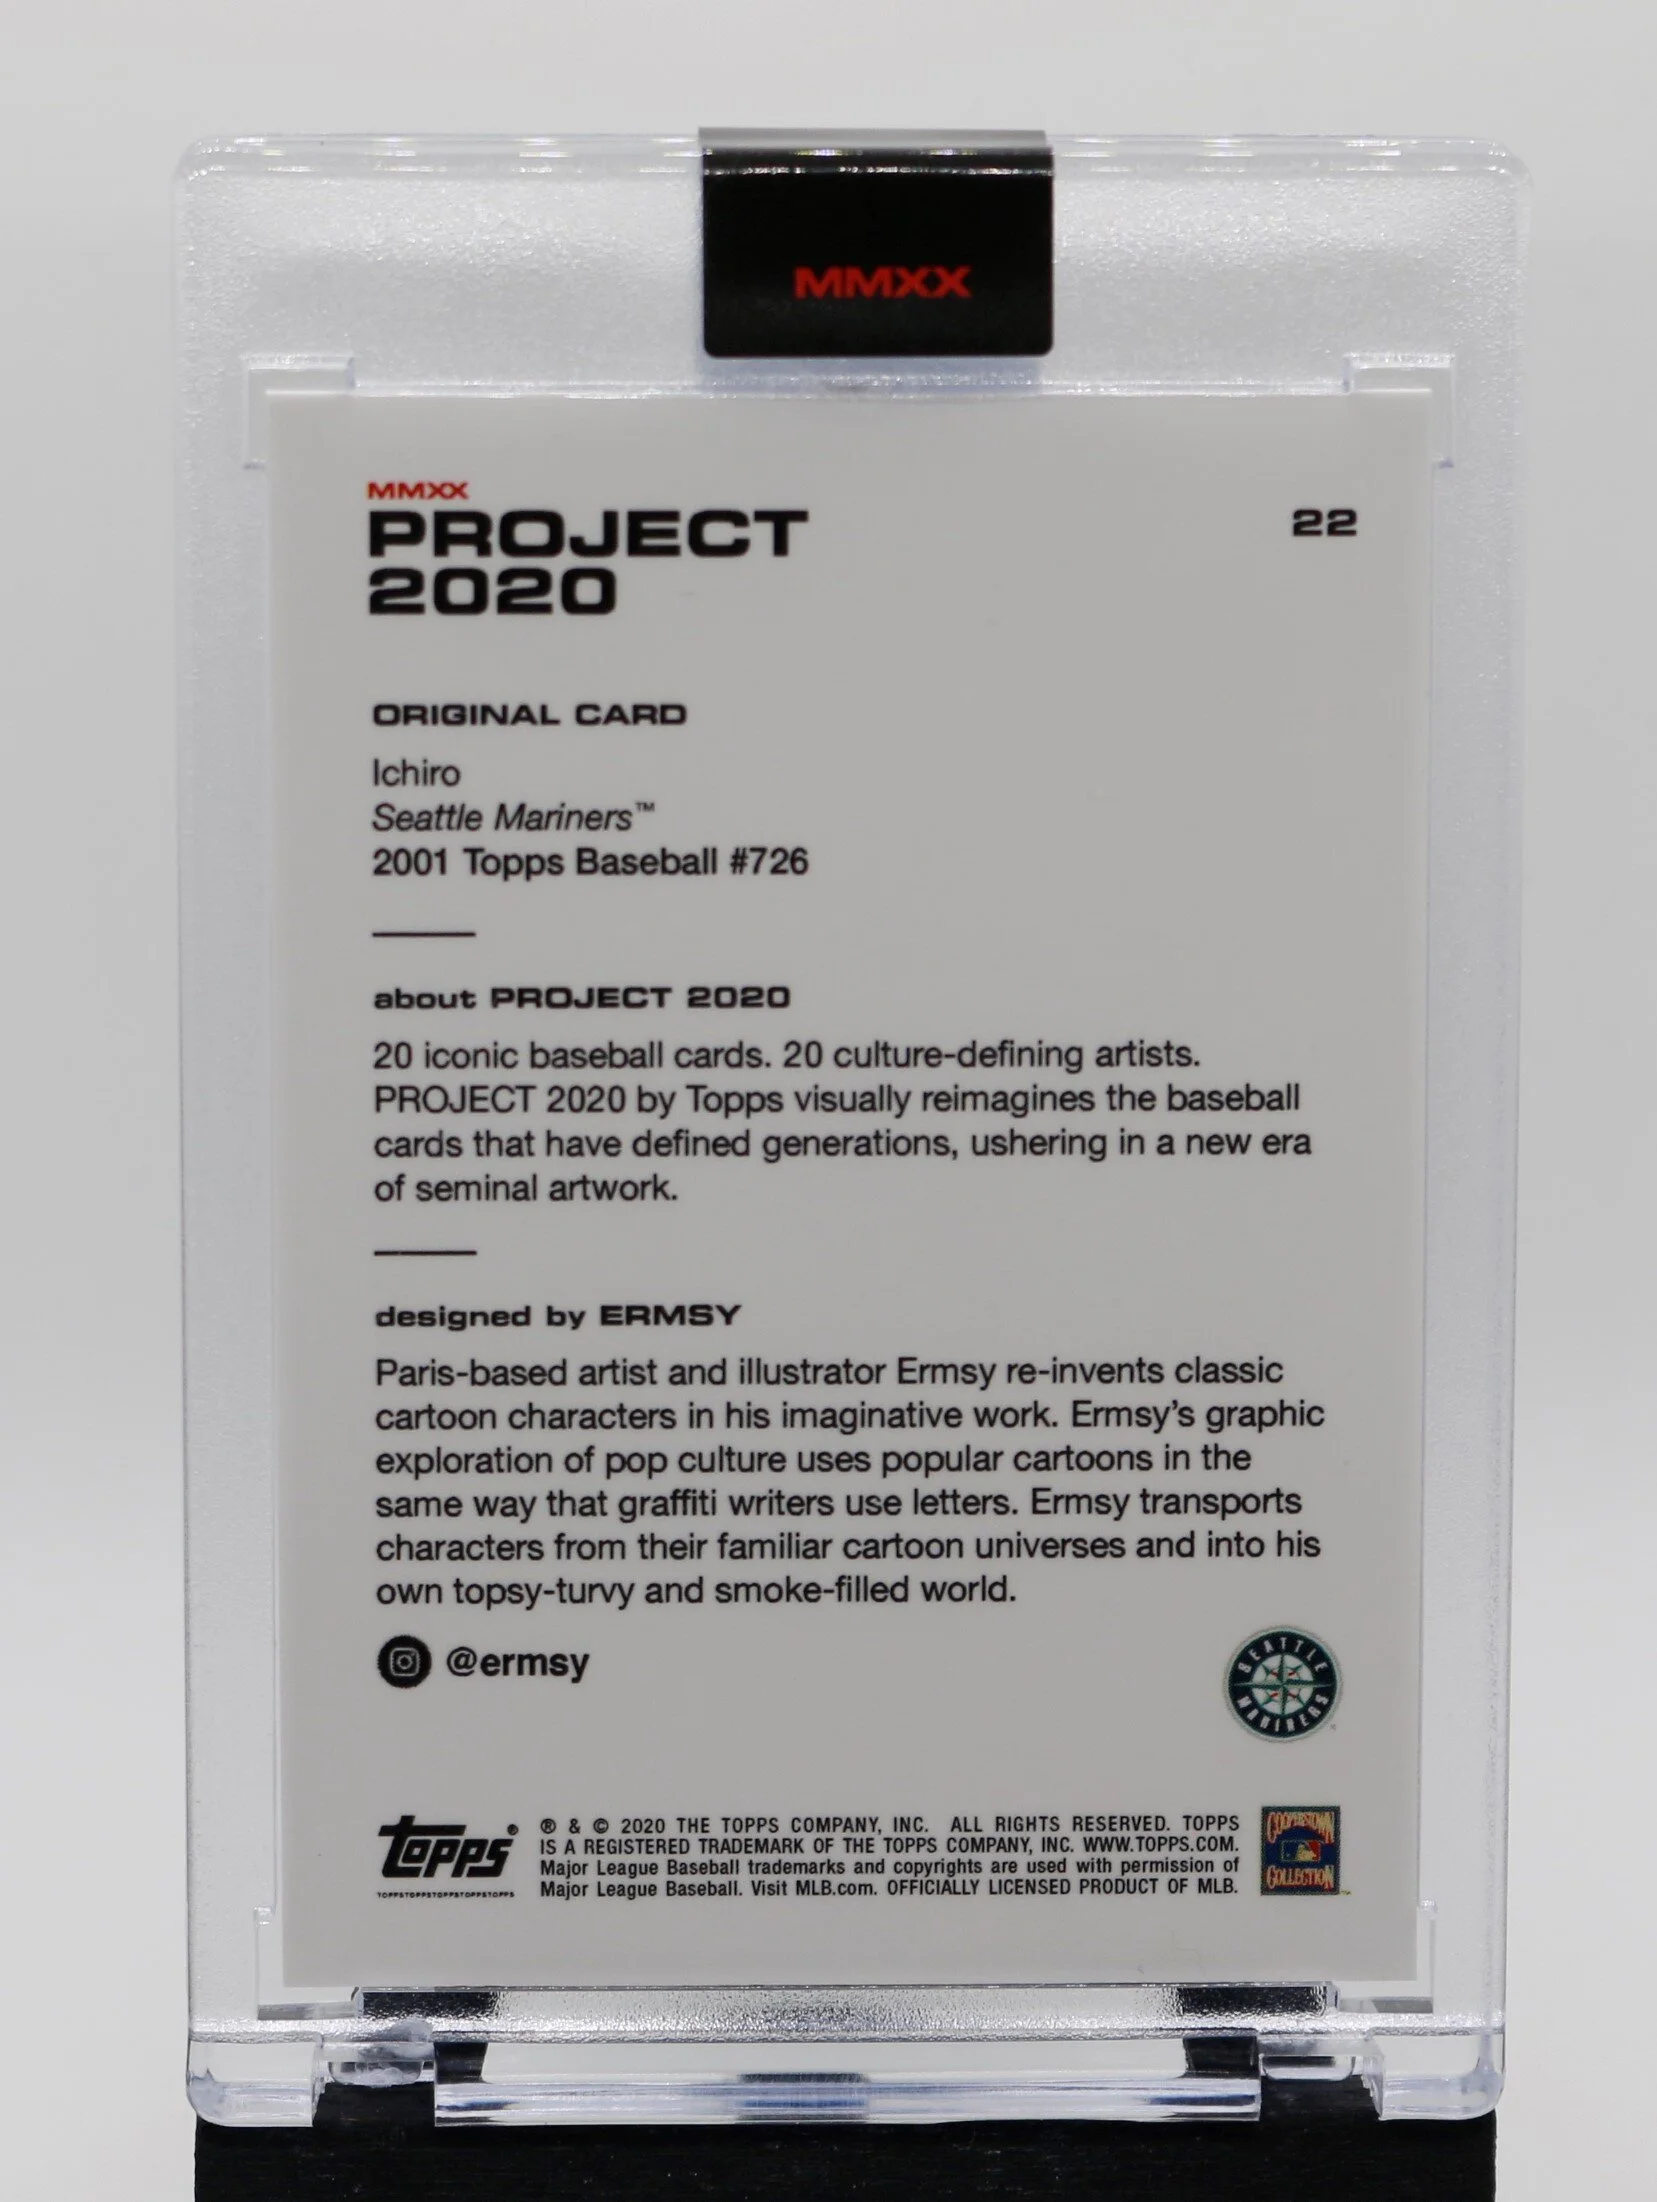 MMXX
MMXX
PROJECT
2020
22
ORIGINAL CARD
Ichiro
Seattle Mariners™
2001 Topps Baseball #726
about PROJECT 2020
20 iconic baseball cards. 20 culture-defining artists.
PROJECT 2020 by Topps visually reimagines the baseball
cards that have defined generations, ushering in a new era
of seminal artwork.
designed by ERMSY
Paris-based artist and illustrator Ermsy re-invents classic
cartoon characters in his imaginative work. Ermsy's graphic
exploration of pop culture uses popular cartoons in the
same way that graffiti writers use letters. Ermsy transports
characters from their familiar cartoon universes and into his
own topsy-turvy and smoke-filled world.
@ermsy
SEATTLE
MARINERS
topps®
TOPPSTOPPSTOPPSTOPPSTOPPS
® & © 2020 THE TOPPS COMPANY, INC. ALL RIGHTS RESERVED. TOPPS
IS A REGISTERED TRADEMARK OF THE TOPPS COMPANY, INC. WWW.TOPPS.COM.
Major League Baseball trademarks and copyrights are used with permission of
Major League Baseball. Visit MLB.com. OFFICIALLY LICENSED PRODUCT OF MLB.
COOPERSTOWN
COLLECTION